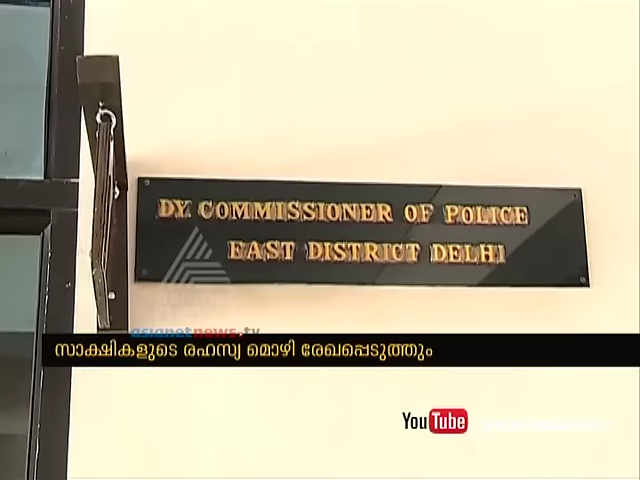 DY. COMMISSIONER OF POLICE
EAST DISTRICT DELHI
asianetnews.tv
സാക്ഷികളുടെ രഹസ്യ മൊഴി രേഖപ്പെടുത്തും
YouTube